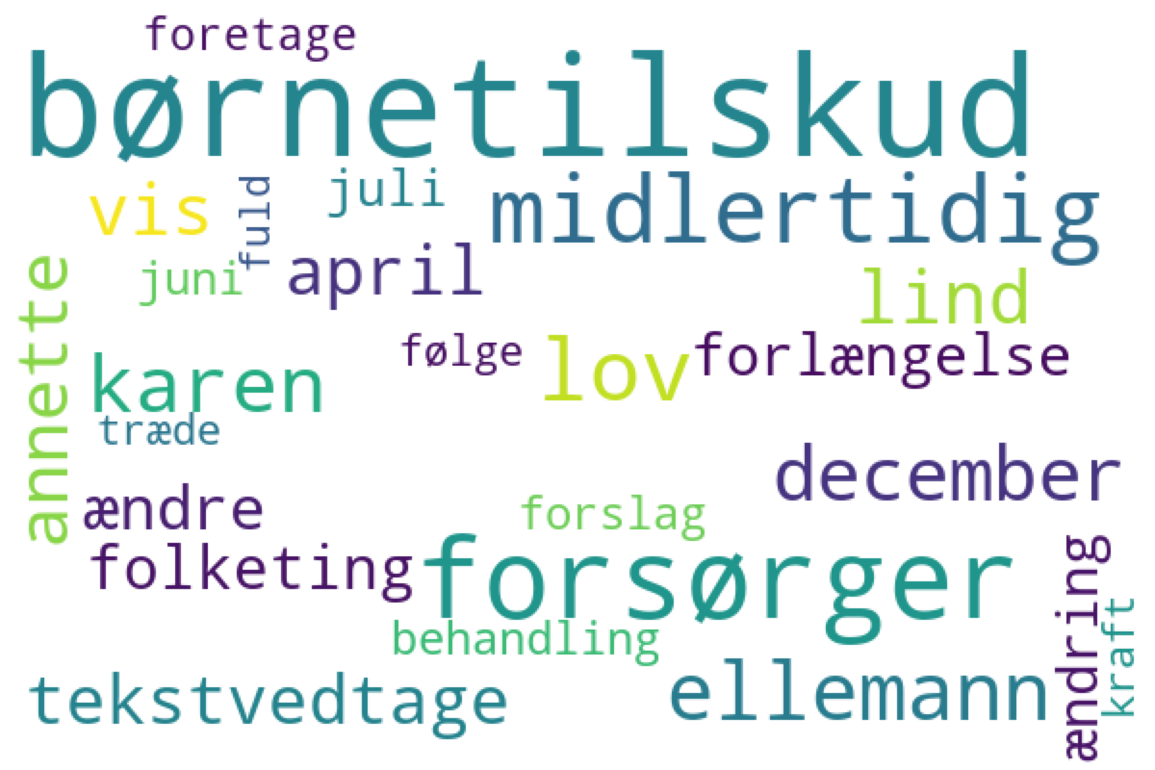 foretage
børnetilskud
vis
fuld
juli
midlertidig
juni
april
annette
lind
karen
følge
lov
forlængelse
træde
december
ændre
forslag
folketing
forsørger
ændring
kraft
behandling
tekstvedtage
ellemann